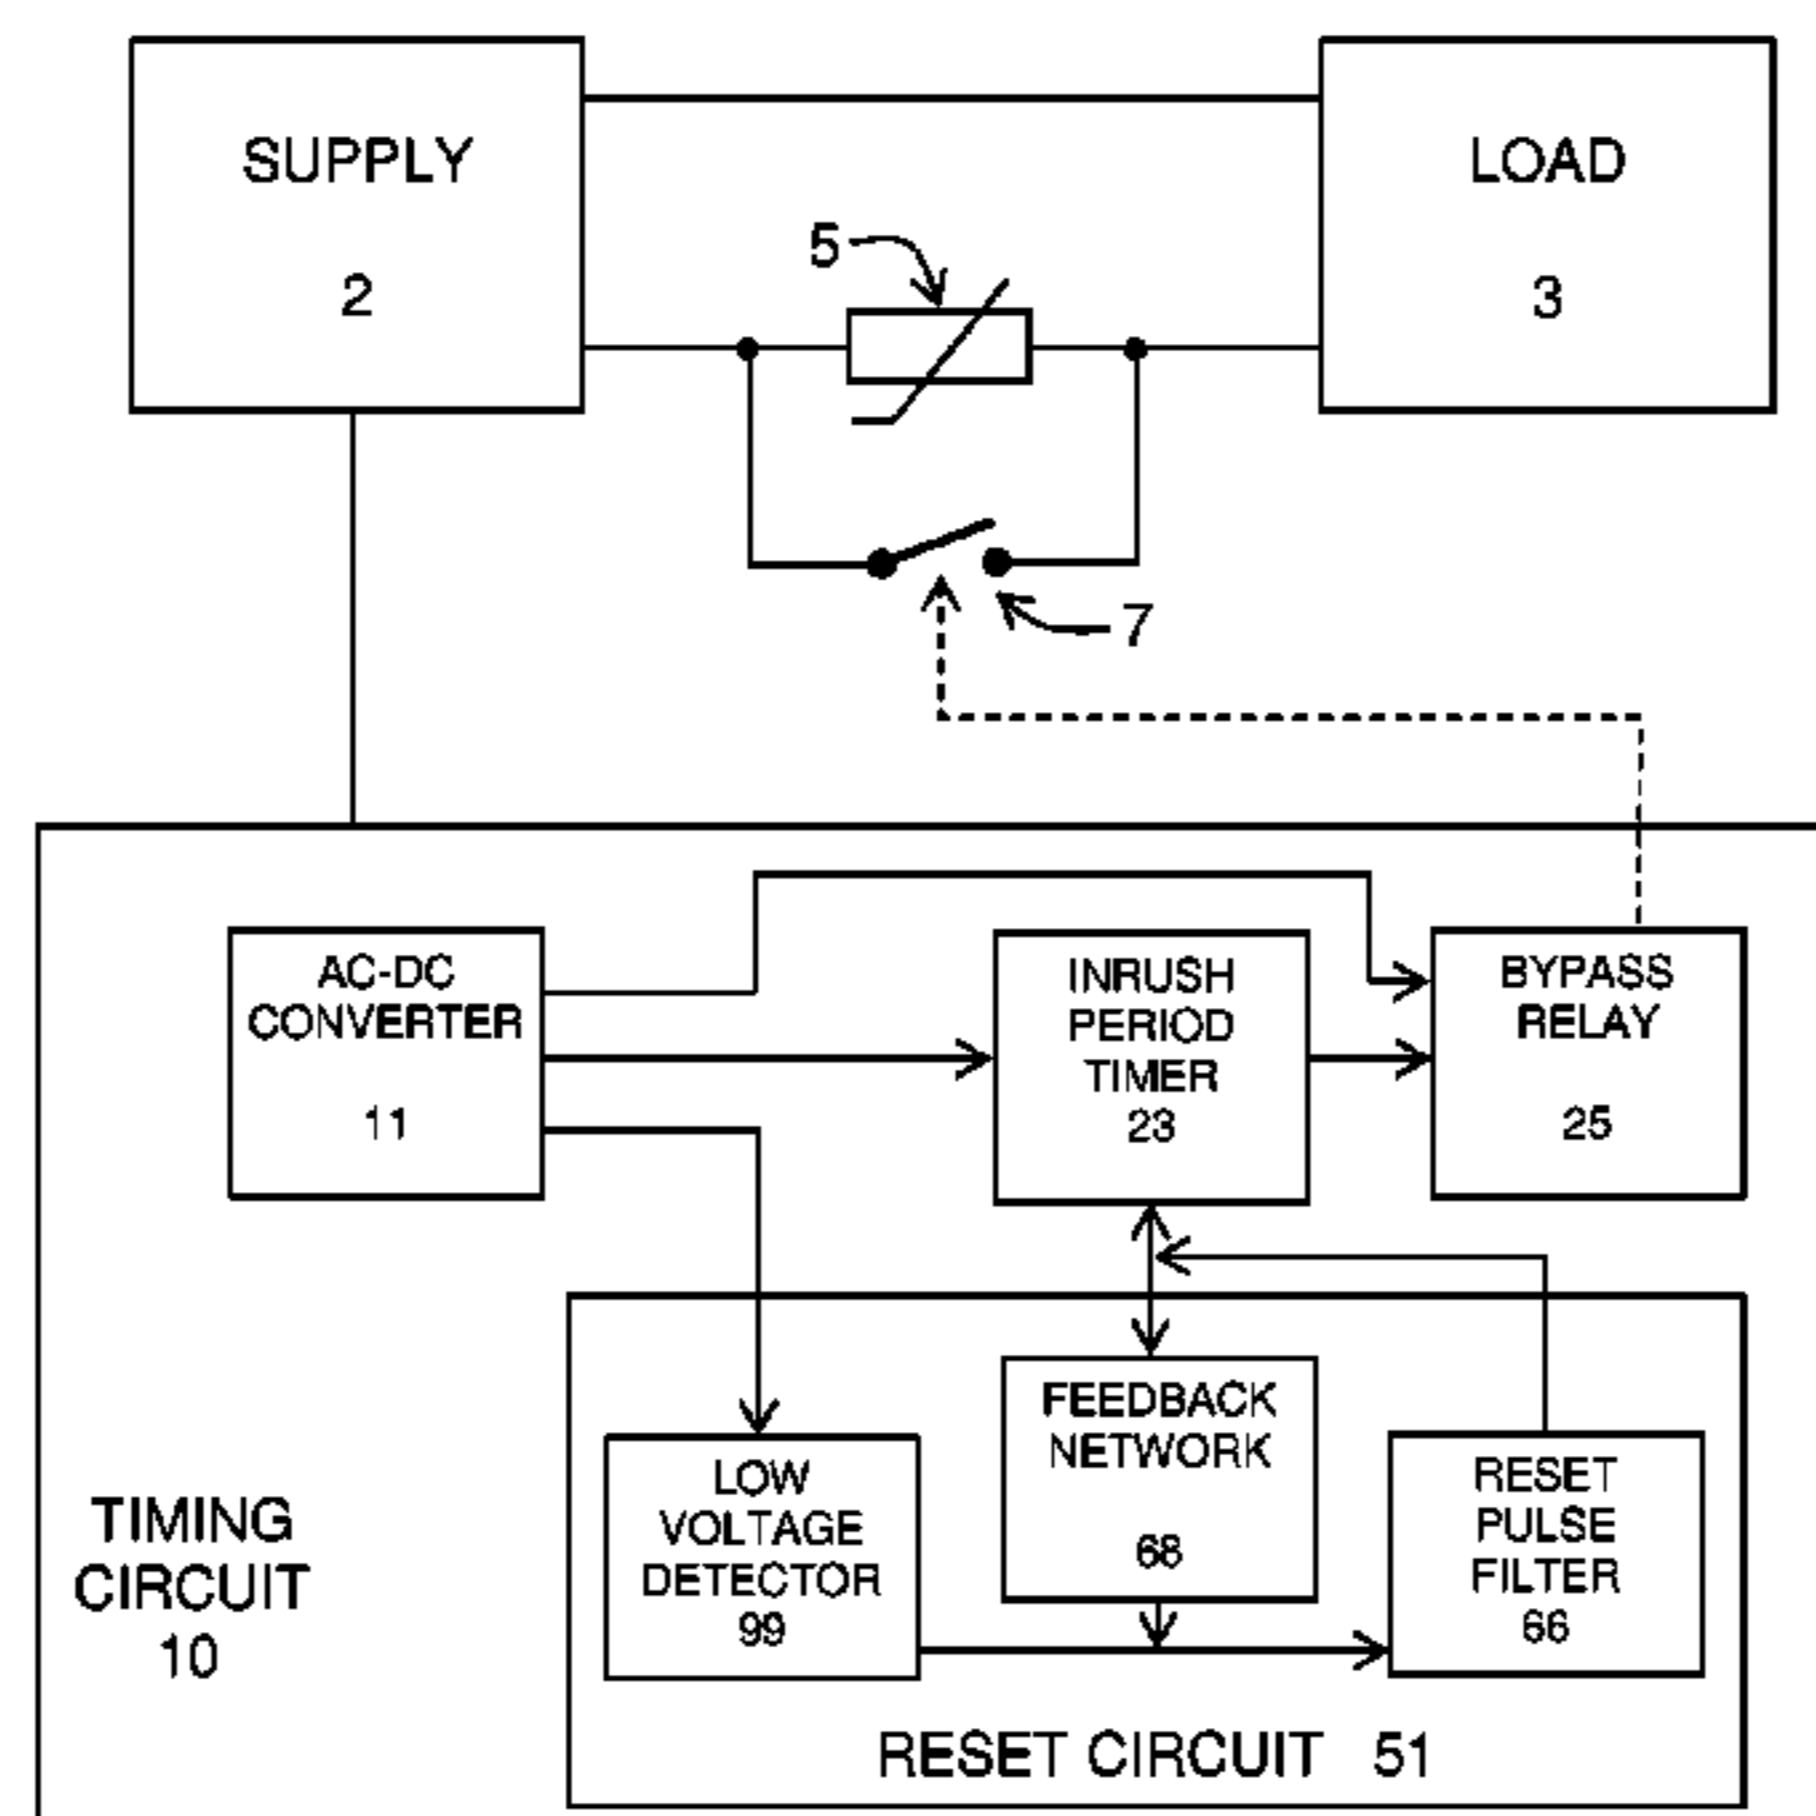 SUPPLY
2
LOAD
3
5
7
AC-DC
CONVERTER
11
INRUSH
PERIOD
TIMER
23
BYPASS
RELAY
25
LOW
VOLTAGE
DETECTOR
99
FEEDBACK
NETWORK
68
RESET
PULSE
FILTER
66
TIMING
CIRCUIT
10
RESET CIRCUIT 51